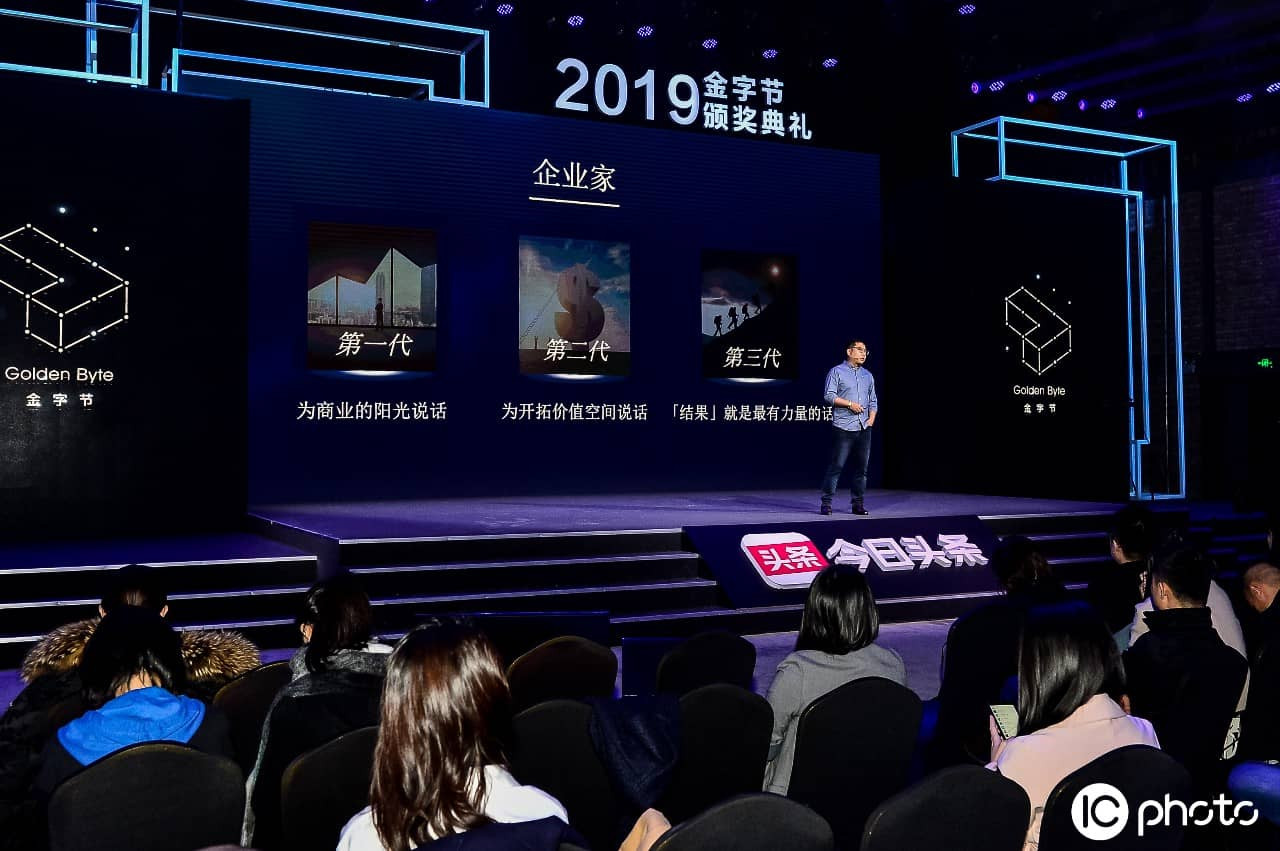 2019
金字节
颁奖典礼
企业家
第一代
第二代
第三代
为商业的阳光说话
为开拓价值空间说话
「结果」就是最有力量的话
Golden Byte
金字节
Golden Byte
金字节
头条
今日头条
IC photo